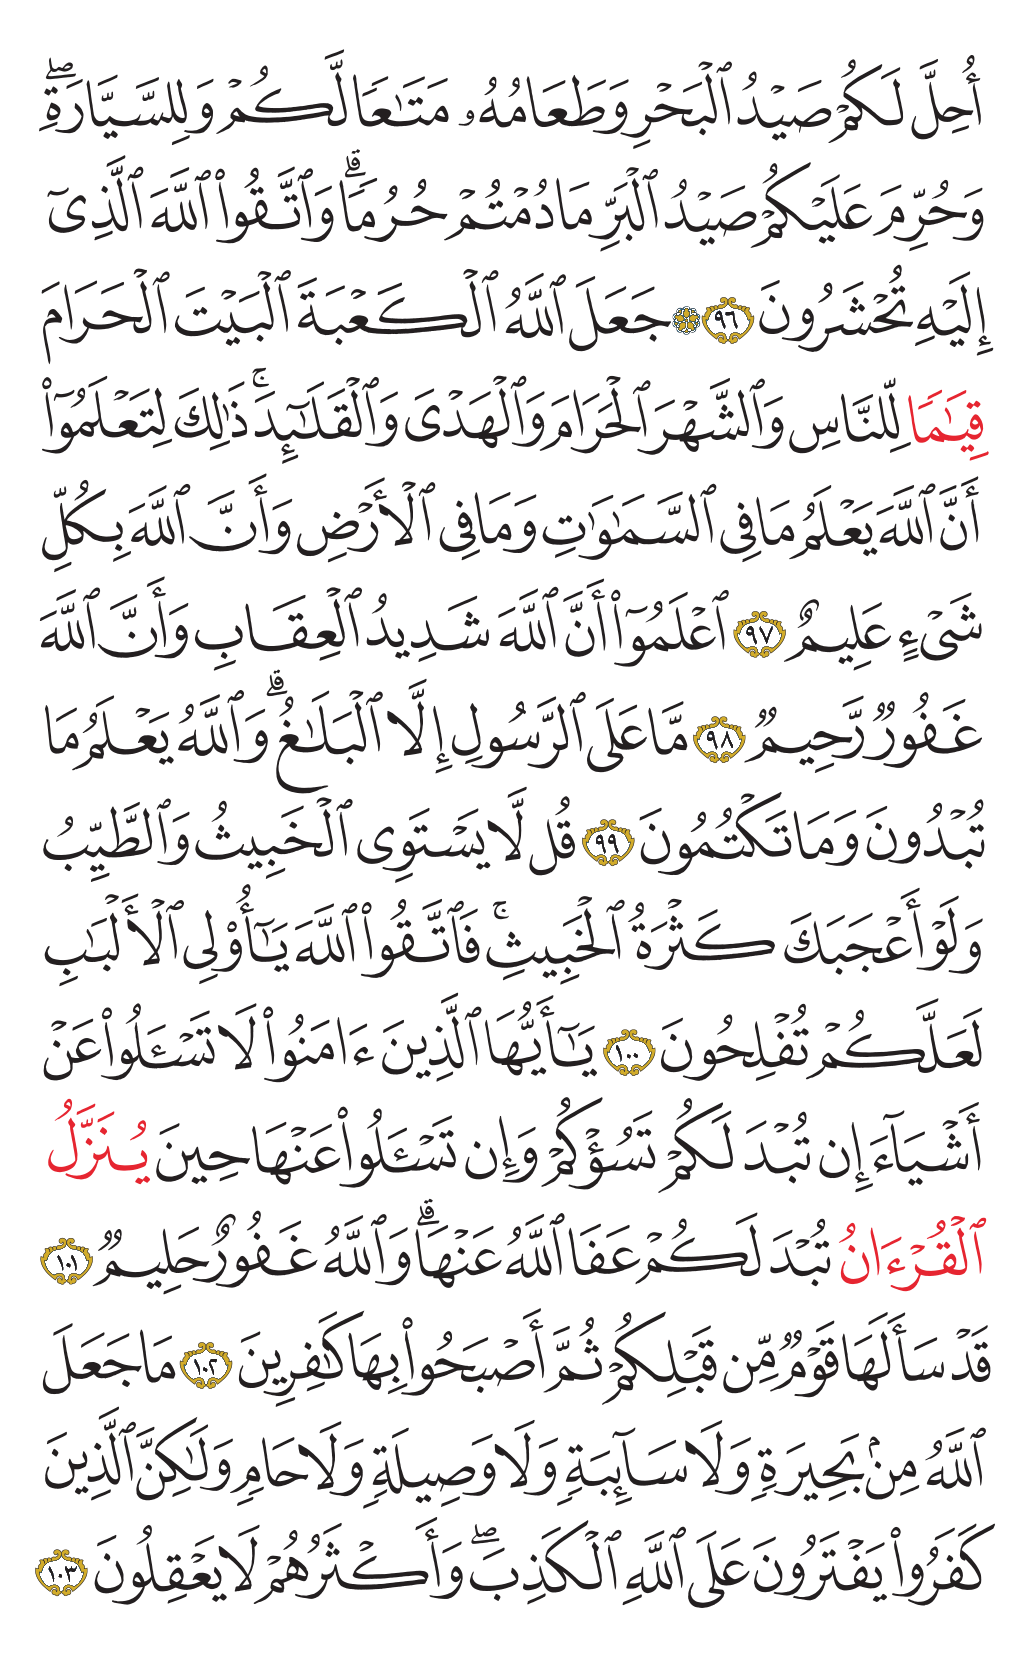 أُحِلَّ لَكُمْ صَيْدُ ٱلْبَحْرِ وَطَعَامُهُۥ مَتَٰعًا لَّكُمْ وَلِلسَّيَّارَةِۖ
وَحُرِّمَ عَلَيْكُمْ صَيْدُ ٱلْبَرِّ مَا دُمْتُمْ حُرُمًاۗ وَٱتَّقُوا۟ ٱللَّهَ ٱلَّذِىٓ
إِلَيْهِ تُحْشَرُونَ ٩٦ ۞ جَعَلَ ٱللَّهُ ٱلْكَعْبَةَ ٱلْبَيْتَ ٱلْحَرَامَ
قِيَٰمًا لِّلنَّاسِ وَٱلشَّهْرَ ٱلْحَرَامَ وَٱلْهَدْىَ وَٱلْقَلَٰٓئِدَۚ ذَٰلِكَ لِتَعْلَمُوٓا۟
أَنَّ ٱللَّهَ يَعْلَمُ مَا فِى ٱلسَّمَٰوَٰتِ وَمَا فِى ٱلْأَرْضِ وَأَنَّ ٱللَّهَ بِكُلِّ
شَىْءٍ عَلِيمٌ ٩٧ ٱعْلَمُوٓا۟ أَنَّ ٱللَّهَ شَدِيدُ ٱلْعِقَابِ وَأَنَّ ٱللَّهَ
غَفُورٌ رَّحِيمٌ ٩٨ مَّا عَلَى ٱلرَّسُولِ إِلَّا ٱلْبَلَٰغُۗ وَٱللَّهُ يَعْلَمُ مَا
تُبْدُونَ وَمَا تَكْتُمُونَ ٩٩ قُل لَّا يَسْتَوِى ٱلْخَبِيثُ وَٱلطَّيِّبُ
وَلَوْ أَعْجَبَكَ كَثْرَةُ ٱلْخَبِيثِۚ فَٱتَّقُوا۟ ٱللَّهَ يَٰٓأُو۟لِى ٱلْأَلْبَٰبِ
لَعَلَّكُمْ تُفْلِحُونَ ١٠٠ يَٰٓأَيُّهَا ٱلَّذِينَ ءَامَنُوا۟ لَا تَسْـَٔلُوا۟ عَنْ
أَشْيَآءَ إِن تُبْدَ لَكُمْ تَسُؤْكُمْ وَإِن تَسْـَٔلُوا۟ عَنْهَا حِينَ يُنَزَّلُ
ٱلْقُرْءَانُ تُبْدَ لَكُمْ عَفَا ٱللَّهُ عَنْهَاۗ وَٱللَّهُ غَفُورٌ حَلِيمٌ ١٠١
قَدْ سَأَلَهَا قَوْمٌ مِّن قَبْلِكُمْ ثُمَّ أَصْبَحُوا۟ بِهَا كَٰفِرِينَ ١٠٢ مَا جَعَلَ
ٱللَّهُ مِنۢ بَحِيرَةٍ وَلَا سَآئِبَةٍ وَلَا وَصِيلَةٍ وَلَا حَامٍ وَلَٰكِنَّ ٱلَّذِينَ
كَفَرُوا۟ يَفْتَرُونَ عَلَى ٱللَّهِ ٱلْكَذِبَۖ وَأَكْثَرُهُمْ لَا يَعْقِلُونَ ١٠٣